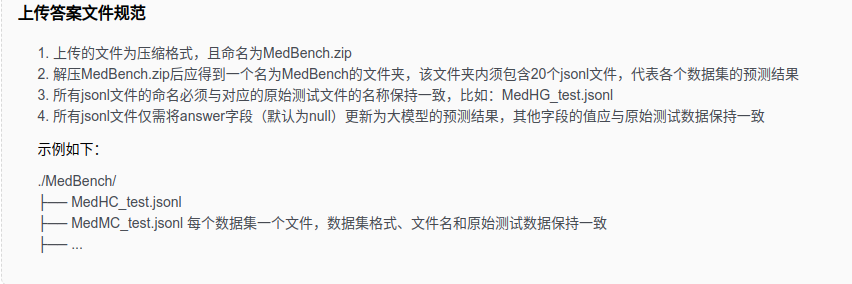 上传答案文件规范
1. 上传的文件为压缩格式，且命名为MedBench.zip
2. 解压MedBench.zip后应得到一个名为MedBench的文件夹，该文件夹内须包含20个jsonl文件，代表各个数据集的预测结果
3. 所有jsonl文件的命名必须与对应的原始测试文件的名称保持一致，比如：MedHG_test.jsonl
4. 所有jsonl文件仅需将answer字段（默认为null）更新为大模型的预测结果，其他字段的值应与原始测试数据保持一致
示例如下：
./MedBench/
├── MedHC_test.jsonl
├── MedMC_test.jsonl 每个数据集一个文件，数据集格式、文件名和原始测试数据保持一致
├── ...